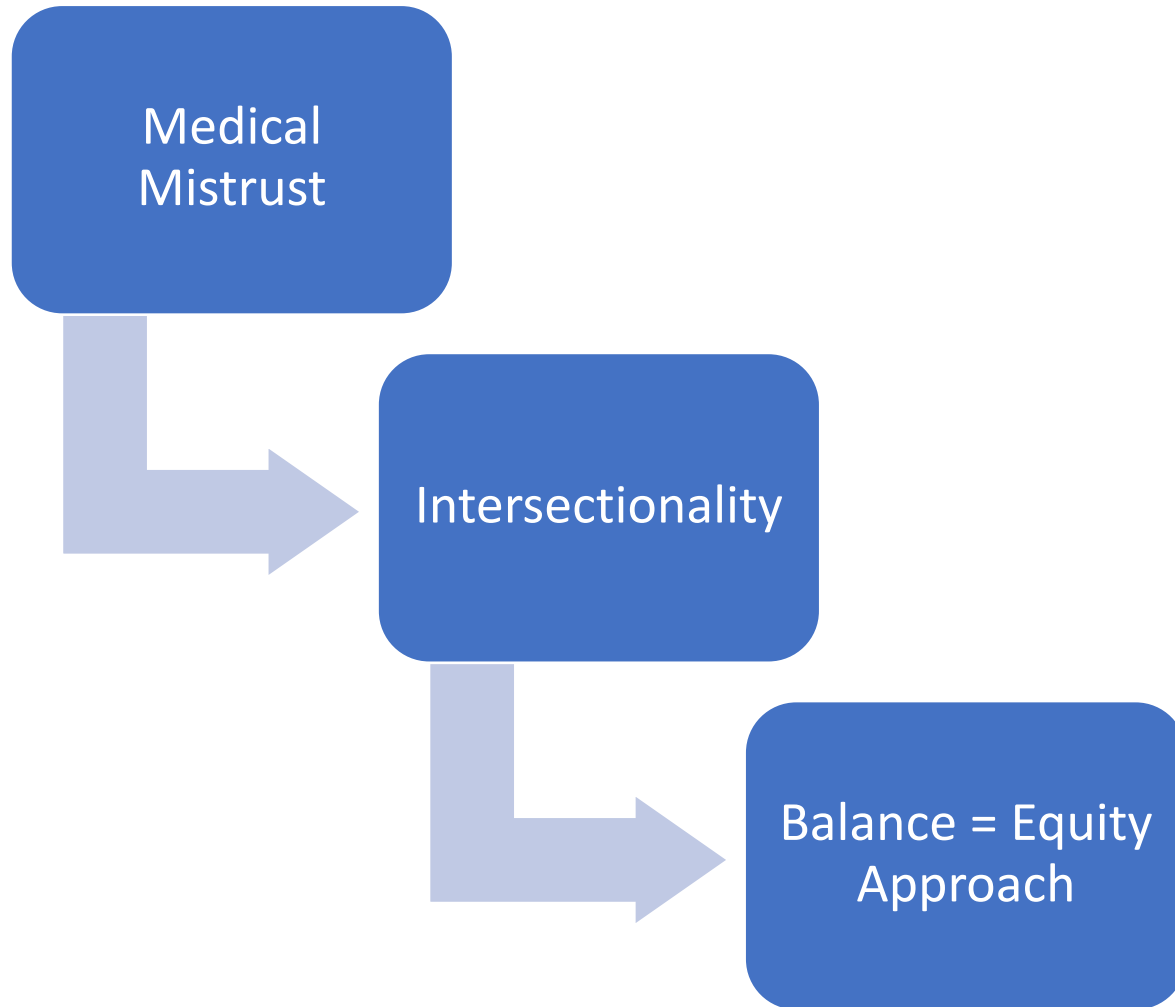 Medical
Mistrust
Intersectionality
Balance = Equity
Approach